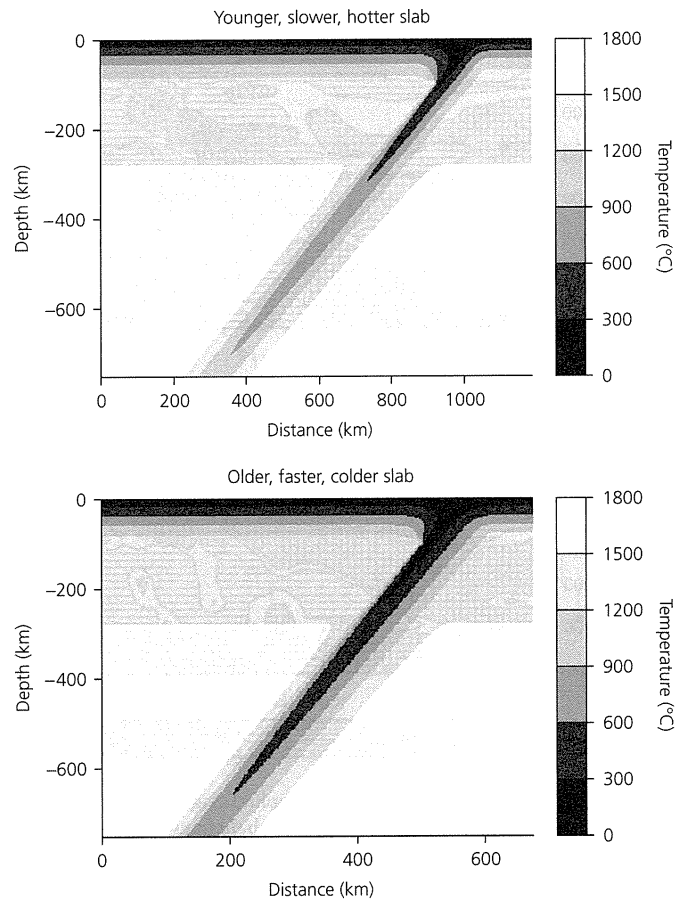 Younger, slower, hotter slab
0
−200
−400
−600
Depth (km)
0 200 400 600 800 1000
Distance (km)
1800
1500
1200
900
600
300
0
Temperature (°C)
Older, faster, colder slab
0
−200
−400
−600
Depth (km)
0 200 400 600
Distance (km)
1800
1500
1200
900
600
300
0
Temperature (°C)